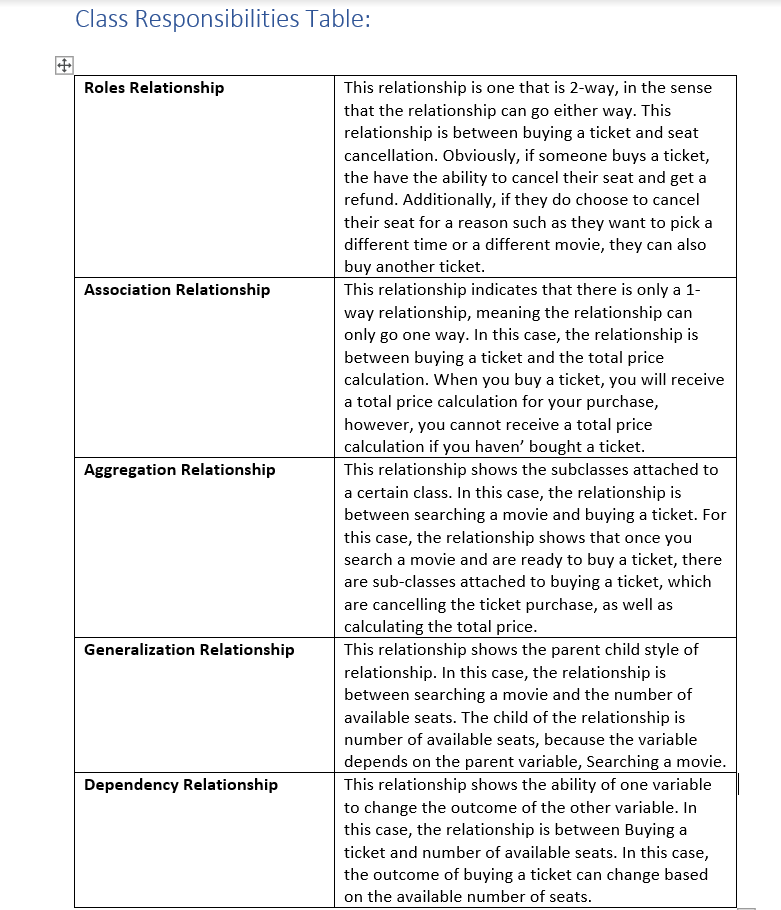 Class Responsibilities Table:
Roles Relationship
This relationship is one that is 2-way, in the sense
that the relationship can go either way. This
relationship is between buying a ticket and seat
cancellation. Obviously, if someone buys a ticket,
the have the ability to cancel their seat and get a
refund. Additionally, if they do choose to cancel
their seat for a reason such as they want to pick a
different time or a different movie, they can also
buy another ticket.
Association Relationship
This relationship indicates that there is only a 1-
way relationship, meaning the relationship can
only go one way. In this case, the relationship is
between buying a ticket and the total price
calculation. When you buy a ticket, you will receive
a total price calculation for your purchase,
however, you cannot receive a total price
calculation if you haven’ bought a ticket.
Aggregation Relationship
This relationship shows the subclasses attached to
a certain class. In this case, the relationship is
between searching a movie and buying a ticket. For
this case, the relationship shows that once you
search a movie and are ready to buy a ticket, there
are sub-classes attached to buying a ticket, which
are cancelling the ticket purchase, as well as
calculating the total price.
Generalization Relationship
This relationship shows the parent child style of
relationship. In this case, the relationship is
between searching a movie and the number of
available seats. The child of the relationship is
number of available seats, because the variable
depends on the parent variable, Searching a movie.
Dependency Relationship
This relationship shows the ability of one variable
to change the outcome of the other variable. In
this case, the relationship is between Buying a
ticket and number of available seats. In this case,
the outcome of buying a ticket can change based
on the available number of seats.